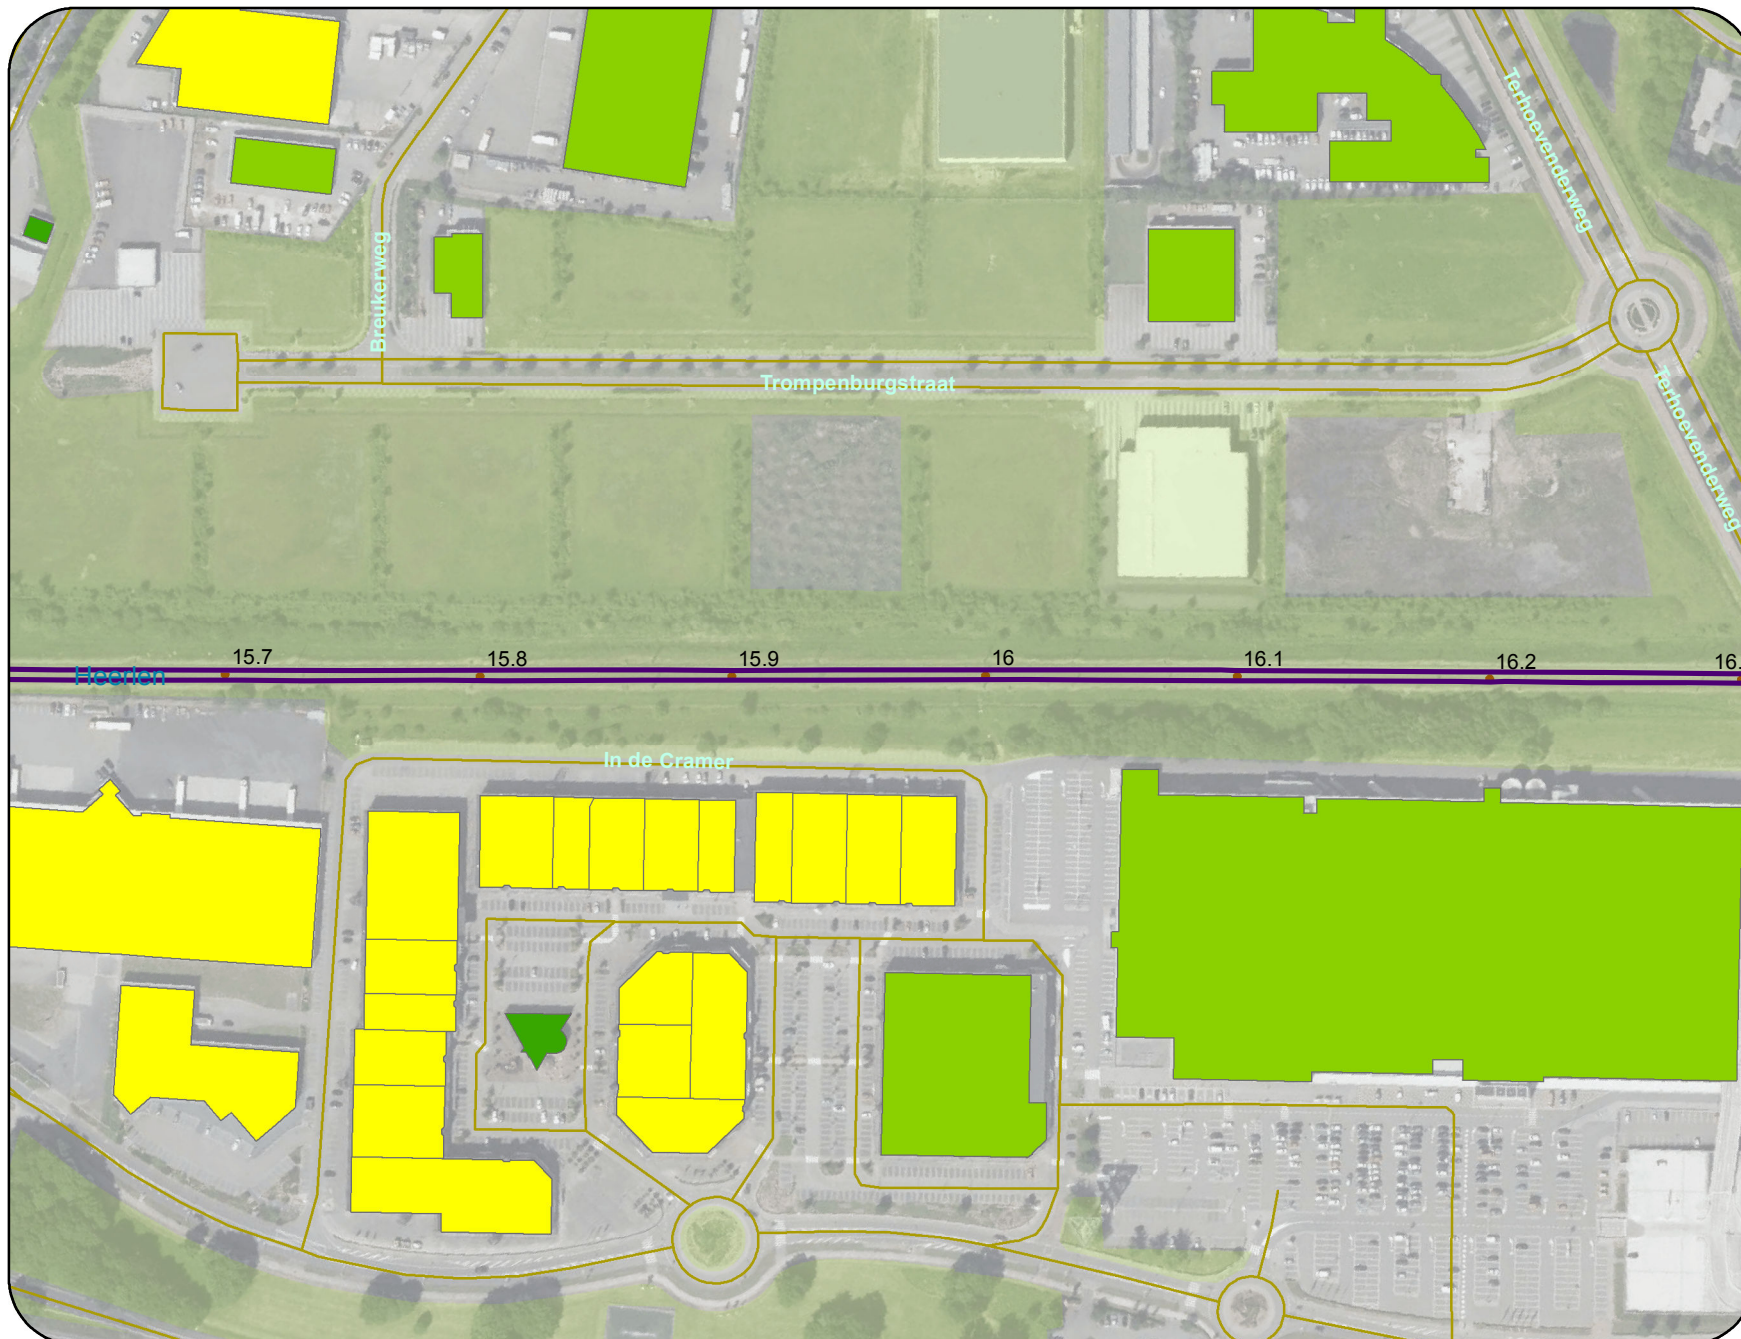 Terhoevenderweg
Breukerweg
Trompenburgstraat
Terhoevenderweg
15.7
15.8
15.9
16
16.1
16.2
16.
Heerlen
In de Cramer